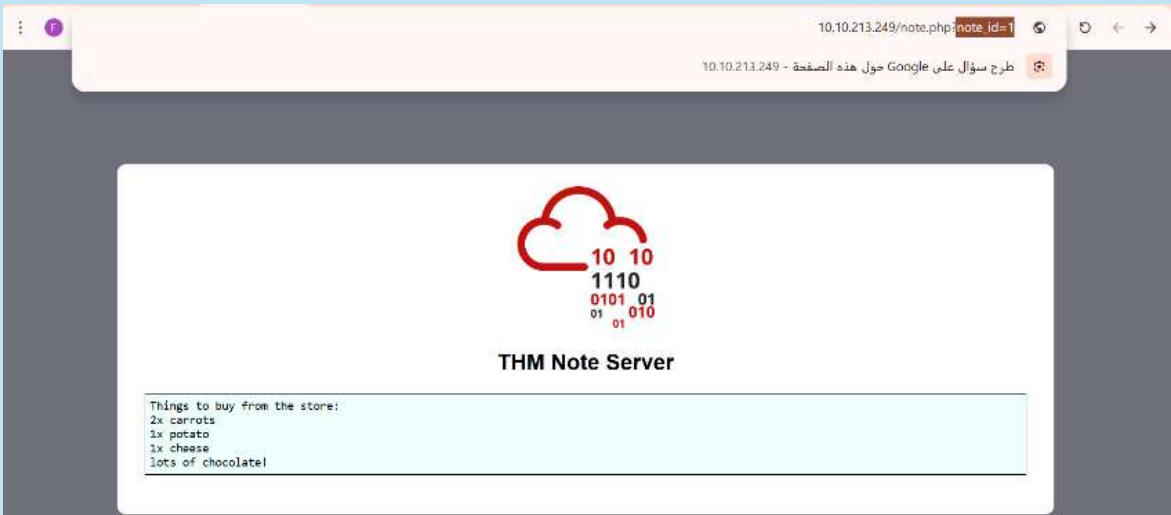 F
10.10.213.249/note.php?note_id=1
طرح سؤال على Google حول هذه الصفحة - 10.10.213.249
10 10
1110
0101 01
01 010
01
THM Note Server
Things to buy from the store:
2x carrots
1x potato
1x cheese
lots of chocolate!